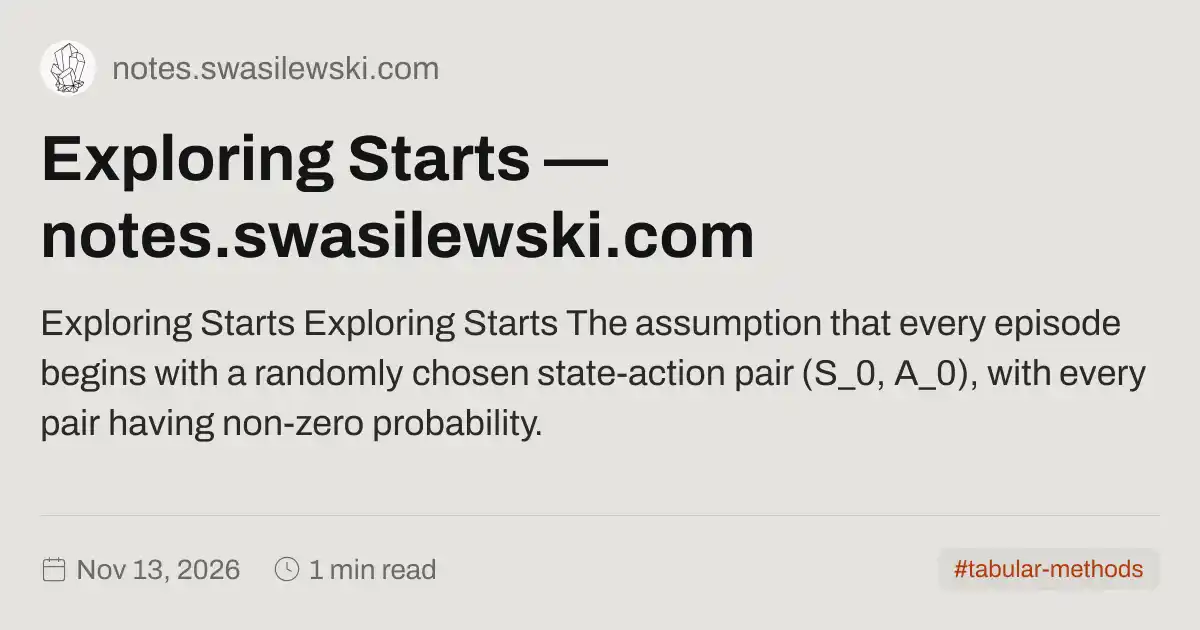 notes.swasilewski.com
Exploring Starts —
notes.swasilewski.com
Exploring Starts Exploring Starts The assumption that every episode
begins with a randomly chosen state-action pair (S_0, A_0), with every
pair having non-zero probability.
Nov 13, 2026 1 min read #tabular-methods